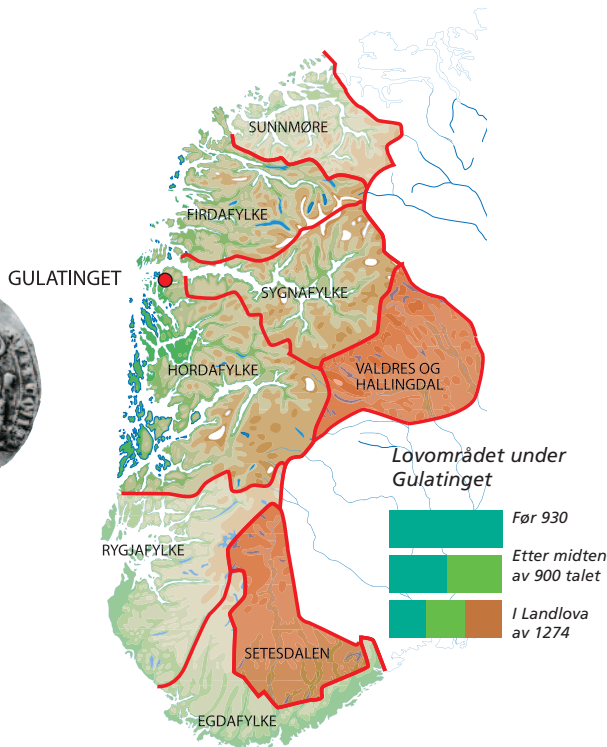 SUNNMØRE
FIRDAFYLKE
GULATINGET
SYGNAFYLKE
HORDAFYLKE
VALDRES OG
HALLINGDAL
Lovområdet under
Gulatinget
Før 930
Etter midten
av 900 talet
I Landlova
av 1274
RYGJAFYLKE
SETESDALEN
EGDAFYLKE